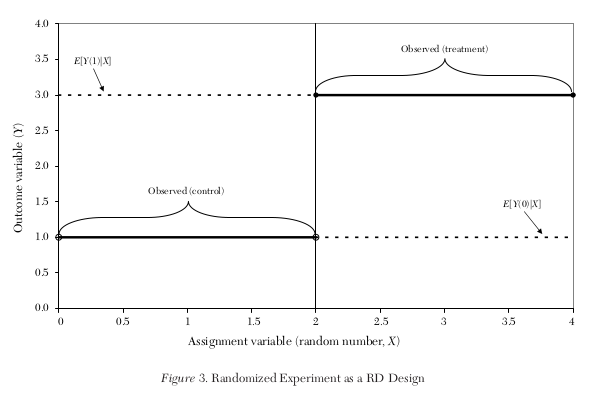 4.0
3.5
3.0
2.5
2.0
1.5
1.0
0.5
0.0
Outcome variable (Y)
E[Y(1)|X]
Observed (treatment)
Observed (control)
E[Y(0)|X]
0 0.5 1 1.5 2 2.5 3 3.5 4
Assignment variable (random number, X)
Figure 3. Randomized Experiment as a RD Design